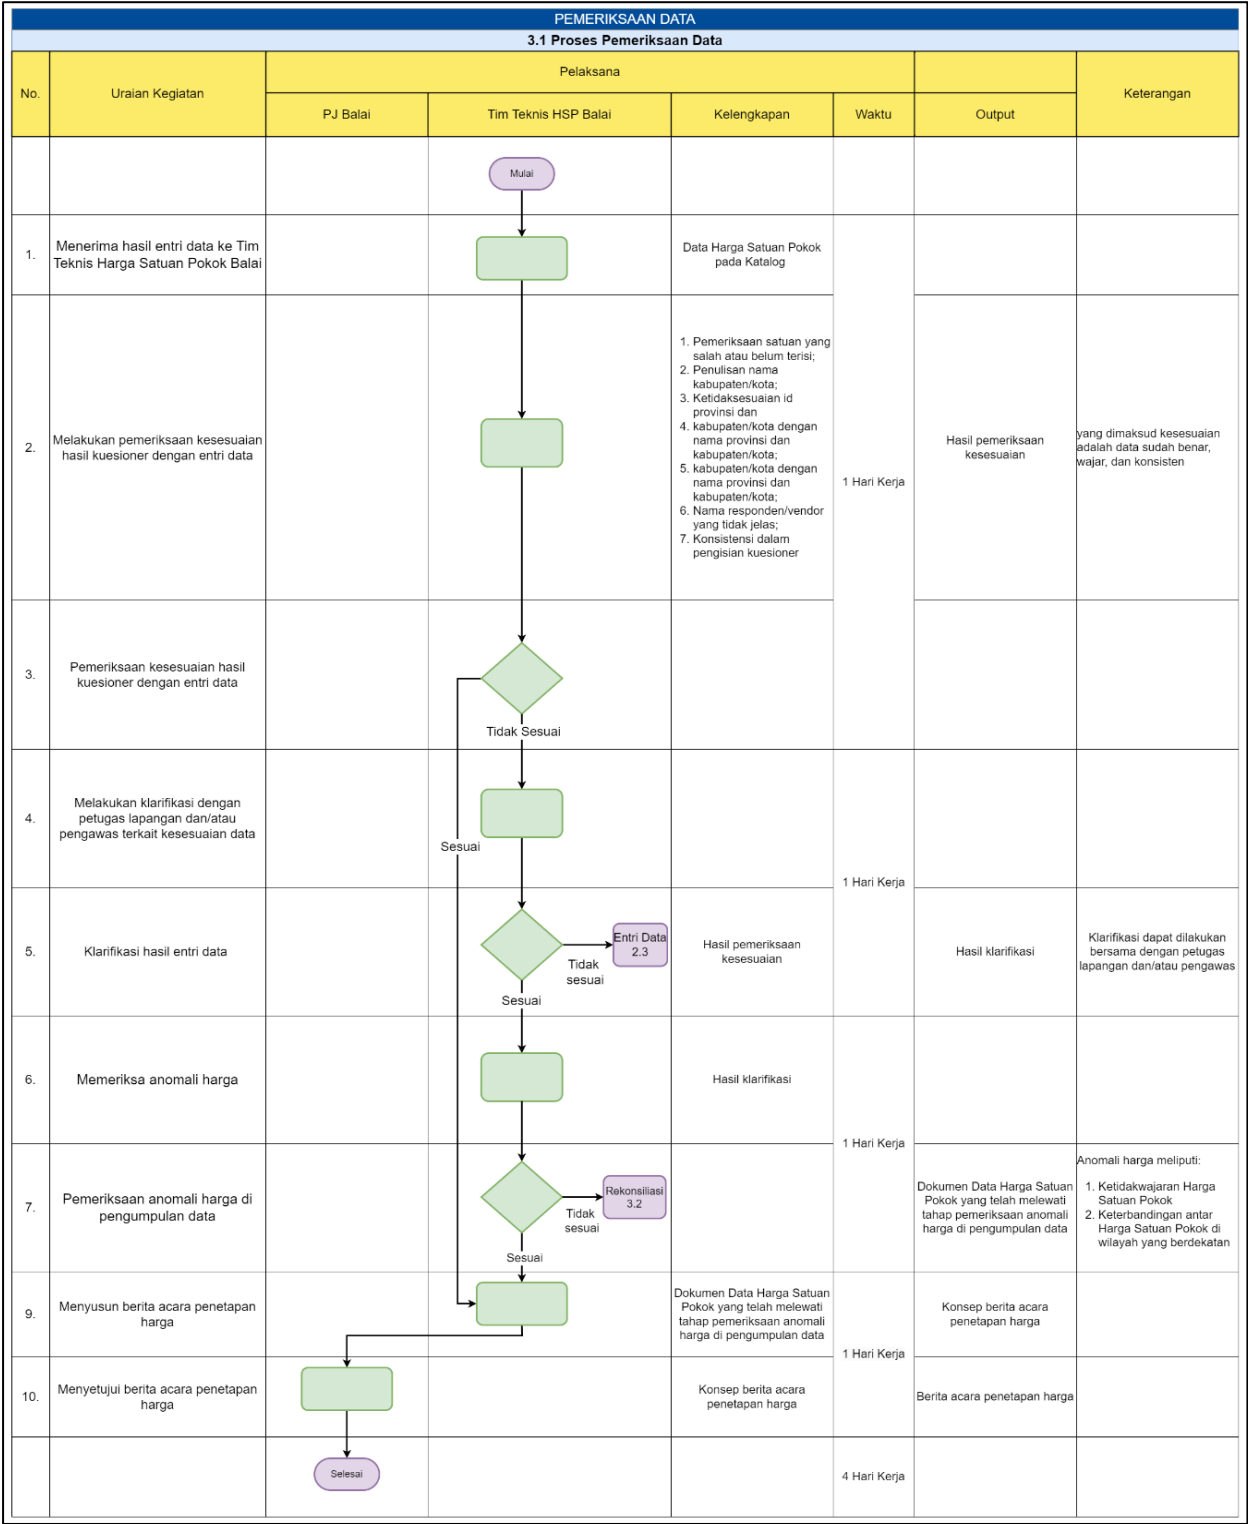 PEMERIKSAAN DATA
3.1 Proses Pemeriksaan Data
No.
Uraian Kegiatan
Pelaksana
PJ Balai
Tim Teknis HSP Balai
Kelengkapan
Waktu
Output
Keterangan
Mulai
1.
Menerima hasil entri data ke Tim
Teknis Harga Satuan Pokok Balai
Data Harga Satuan Pokok
pada Katalog
2.
Melakukan pemeriksaan kesesuaian
hasil kuesioner dengan entri data
1. Pemeriksaan satuan yang
salah atau belum terisi;
2. Penulisan nama
kabupaten/kota;
3. Ketidaksesuaian id
provinsi dan
4. kabupaten/kota dengan
nama provinsi dan
kabupaten/kota;
5. kabupaten/kota dengan
nama provinsi dan
kabupaten/kota;
6. Nama responden/vendor
yang tidak jelas;
7. Konsistensi dalam
pengisian kuesioner
1 Hari Kerja
Hasil pemeriksaan
kesesuaian
yang dimaksud kesesuaian
adalah data sudah benar,
wajar, dan konsisten
3.
Pemeriksaan kesesuaian hasil
kuesioner dengan entri data
Tidak Sesuai
4.
Melakukan klarifikasi dengan
petugas lapangan dan/atau
pengawas terkait kesesuaian data
Sesuai
1 Hari Kerja
5.
Klarifikasi hasil entri data
Entri Data
2.3
Tidak
sesuai
Sesuai
Hasil pemeriksaan
kesesuaian
Hasil klarifikasi
Klarifikasi dapat dilakukan
bersama dengan petugas
lapangan dan/atau pengawas
6.
Memeriksa anomali harga
Hasil klarifikasi
1 Hari Kerja
7.
Pemeriksaan anomali harga di
pengumpulan data
Rekonsiliasi
3.2
Tidak
sesuai
Sesuai
Dokumen Data Harga Satuan
Pokok yang telah melewati
tahap pemeriksaan anomali
harga di pengumpulan data
Anomali harga meliputi:
1. Ketidakwajaran Harga
Satuan Pokok
2. Keterbandingan antar
Harga Satuan Pokok di
wilayah yang berdekatan
9.
Menyusun berita acara penetapan
harga
Dokumen Data Harga Satuan
Pokok yang telah melewati
tahap pemeriksaan anomali
harga di pengumpulan data
Konsep berita acara
penetapan harga
1 Hari Kerja
10.
Menyetujui berita acara penetapan
harga
Konsep berita acara
penetapan harga
Berita acara penetapan harga
Selesai
4 Hari Kerja